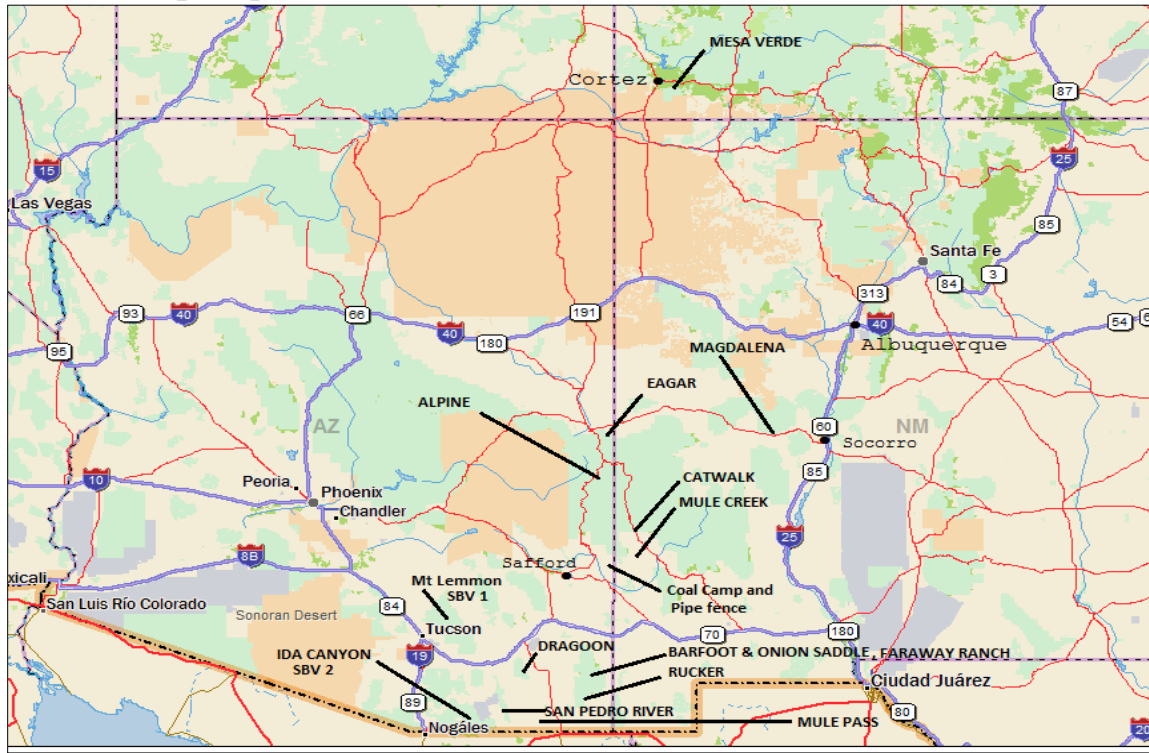 MESA VERDE
Cortez
87
15
25
Las Vegas
85
Santa Fe
3
84
313
93
40
66
191
40
180
40
54
6
95
Albuquerque
MAGDALENA
EAGAR
ALPINE
AZ
60
NM
Socorro
Peoria
10
Phoenix
85
CATWALK
Chandler
MULE CREEK
25
8B
Safford
xicali
Mt Lemmon
SBV 1
Coal Camp and
Pipe fence
San Luis Río Colorado
Sonoran Desert
84
Tucson
70
180
IDA CANYON
SBV 2
19
DRAGOON
BARFOOT & ONION SADDLE, FARAWAY RANCH
RUCKER
Ciudad Juárez
89
SAN PEDRO RIVER
80
Nogáles
MULE PASS
20